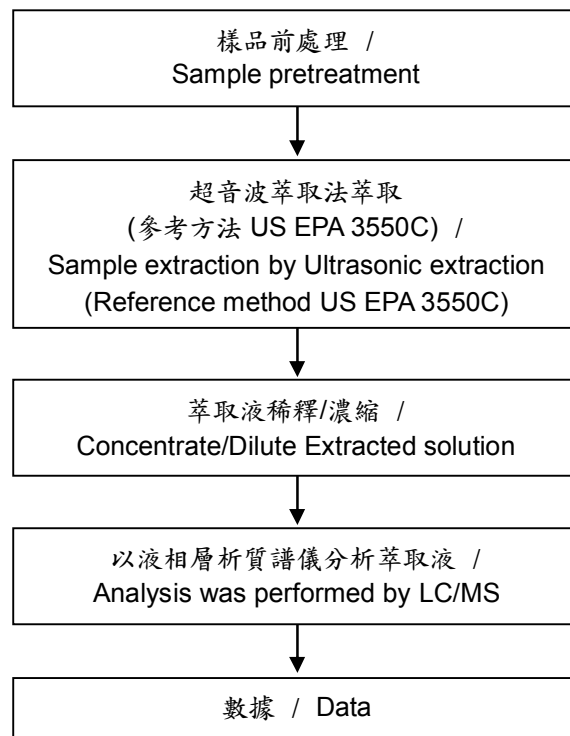 樣品前處理 /
Sample pretreatment
超音波萃取法萃取
(參考方法 US EPA 3550C) /
Sample extraction by Ultrasonic extraction
(Reference method US EPA 3550C)
萃取液稀釋/濃縮 /
Concentrate/Dilute Extracted solution
以液相層析質譜儀分析萃取液 /
Analysis was performed by LC/MS
數據 / Data